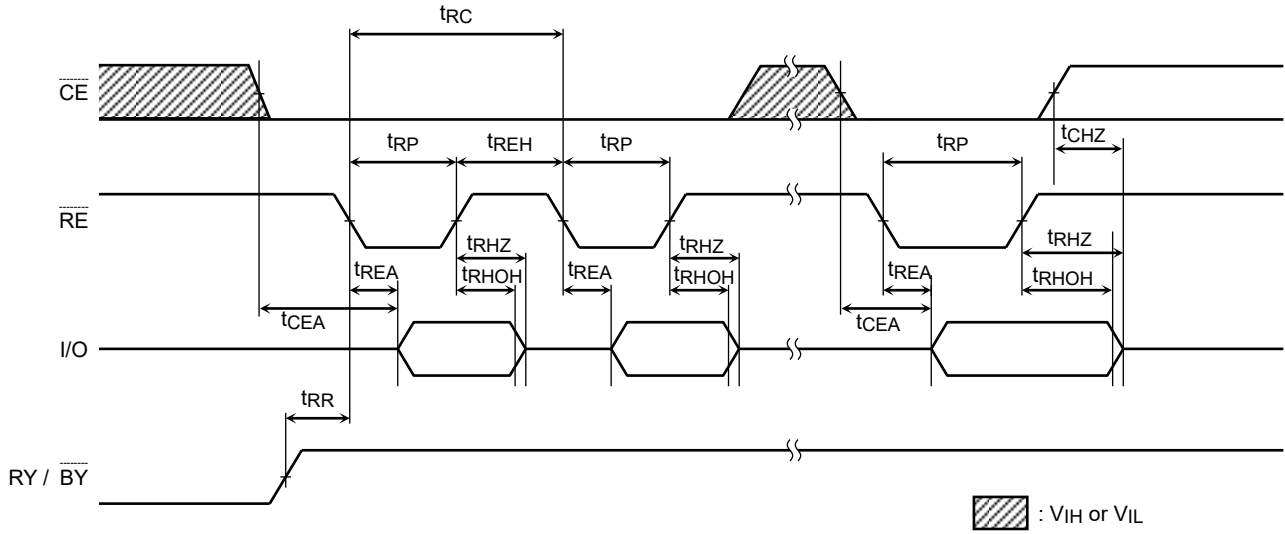 tRC
CE
tRP
tREH
tRP
tRP
tCHZ
RE
tREA
tRHZ
tRHOH
tREA
tRHZ
tRHOH
tREA
tRHZ
tRHOH
tCEA
tCEA
I/O
tRR
RY / BY
: VIH or VIL